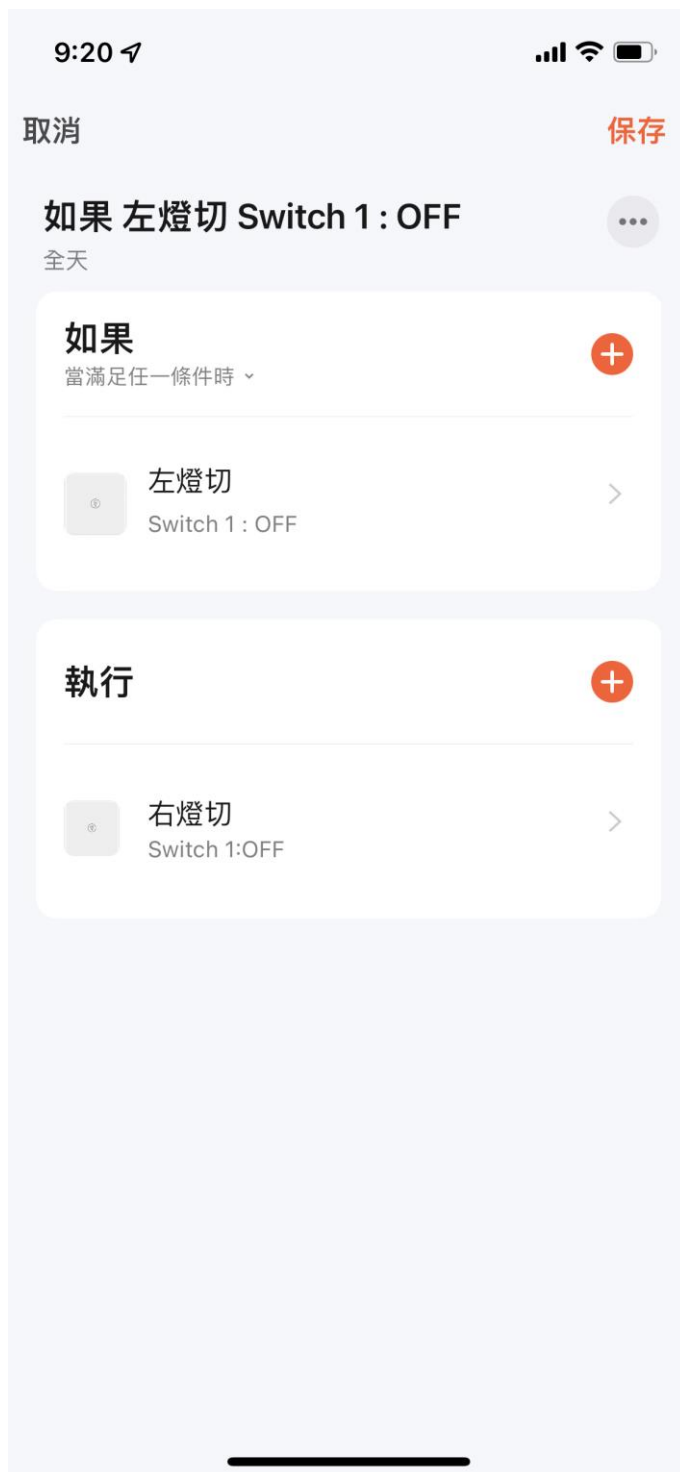 9:20
取消
保存
如果 左燈切 Switch 1 : OFF
全天
如果
當滿足任一條件時
左燈切
Switch 1 : OFF
執行
右燈切
Switch 1:OFF